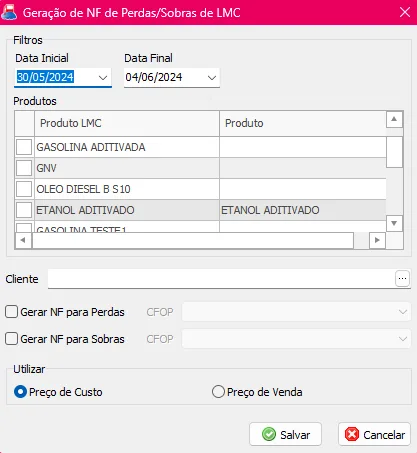 Geração de NF de Perdas/Sobras de LMC
Filtros
Data Inicial Data Final
30/05/2024 04/06/2024
Produtos
Produto LMC Produto
GASOLINA ADITIVADA
GNV
OLEO DIESEL B S10
ETANOL ADITIVADO ETANOL ADITIVADO
GASOLINA TESTE1
Cliente ...
Gerar NF para Perdas CFOP
Gerar NF para Sobras CFOP
Utilizar
Preço de Custo Preço de Venda
Salvar Cancelar